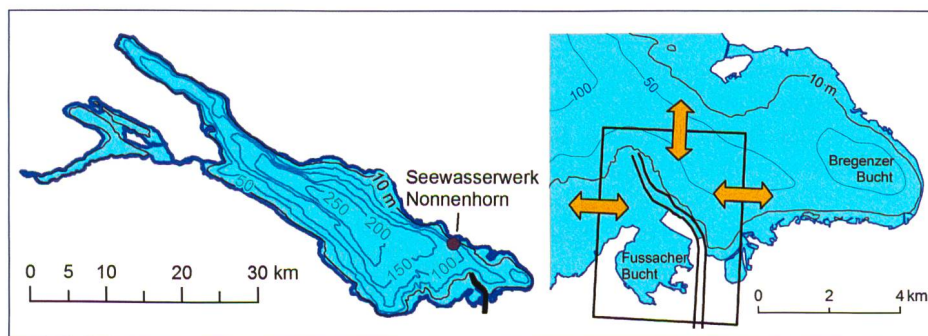 10 m
50
250
200
150
100
Seewasserwerk
Nonnenhorn
0 5 10 20 30 km
100
50
10 m
Bregenzer
Bucht
Fussacher
Bucht
0 2 4 km